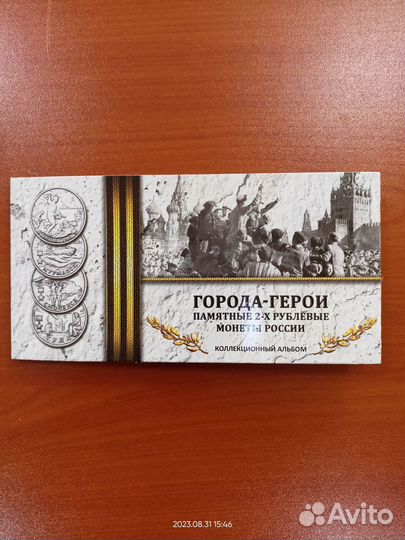 ГОРОДА-ГЕРОИ
ПАМЯТНЫЕ 2-Х РУБЛЁВЫЕ
МОНЕТЫ РОССИИ
КОЛЛЕКЦИОННЫЙ АЛЬБОМ
2023.08.31 15:46
Avito